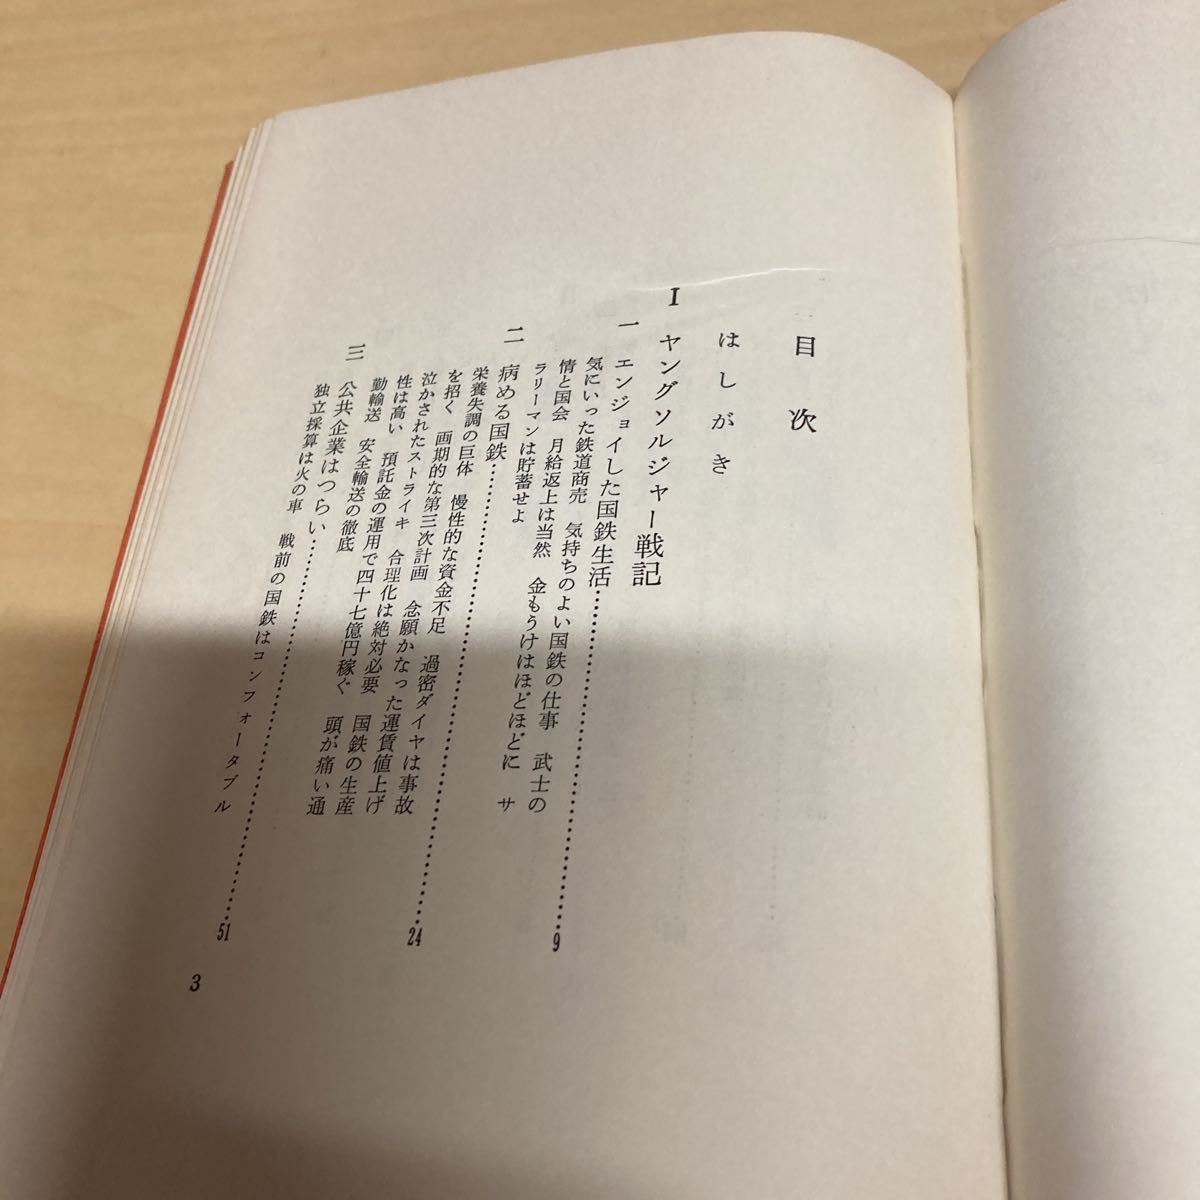 目次
はしがき
I ヤングソルジャー戦記
一 エンジョイした国鉄生活……………………9
気にいった鉄道商売 気持ちのよい国鉄の仕事 武士の
情と国会 月給返上は当然 金もうけはほどほどに サ
ラリーマンは貯蓄せよ
二 病める国鉄……………………24
栄養失調の巨体 慢性的な資金不足 過密ダイヤは事故
を招く 画期的な第三次計画 念願かなった運賃値上げ
泣かされたストライキ 合理化は絶対必要 国鉄の生産
性は高い 預託金の運用で四十七億円稼ぐ 頭が痛い通
勤輸送 安全輸送の徹底
三 公共企業はつらい……………………51
独立採算は火の車 戦前の国鉄はコンフォータブル
3